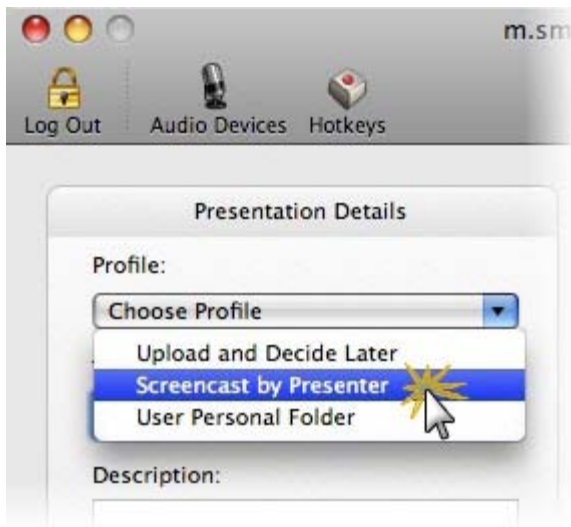 m.sm
Log Out Audio Devices Hotkeys
Presentation Details
Profile:
Choose Profile
Upload and Decide Later
Screencast by Presenter
User Personal Folder
Description: